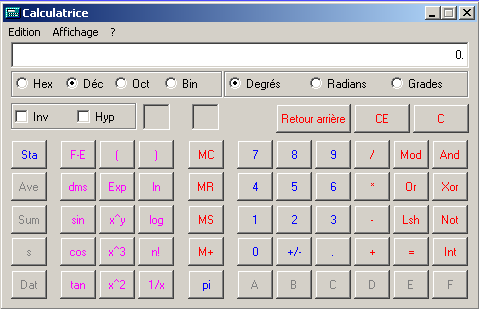 Calculatrice
Edition Affichage ?
0.
Hex Déc Oct Bin Degrés Radians Grades
Inv Hyp Retour arrière CE C
Sta F-E ( ) MC 7 8 9 / Mod And
Ave dms Exp ln MR 4 5 6 * Or Xor
Sum sin x^y log MS 1 2 3 - Lsh Not
s cos x^3 n! M+ 0 +/- . + = Int
Dat tan x^2 1/x pi A B C D E F